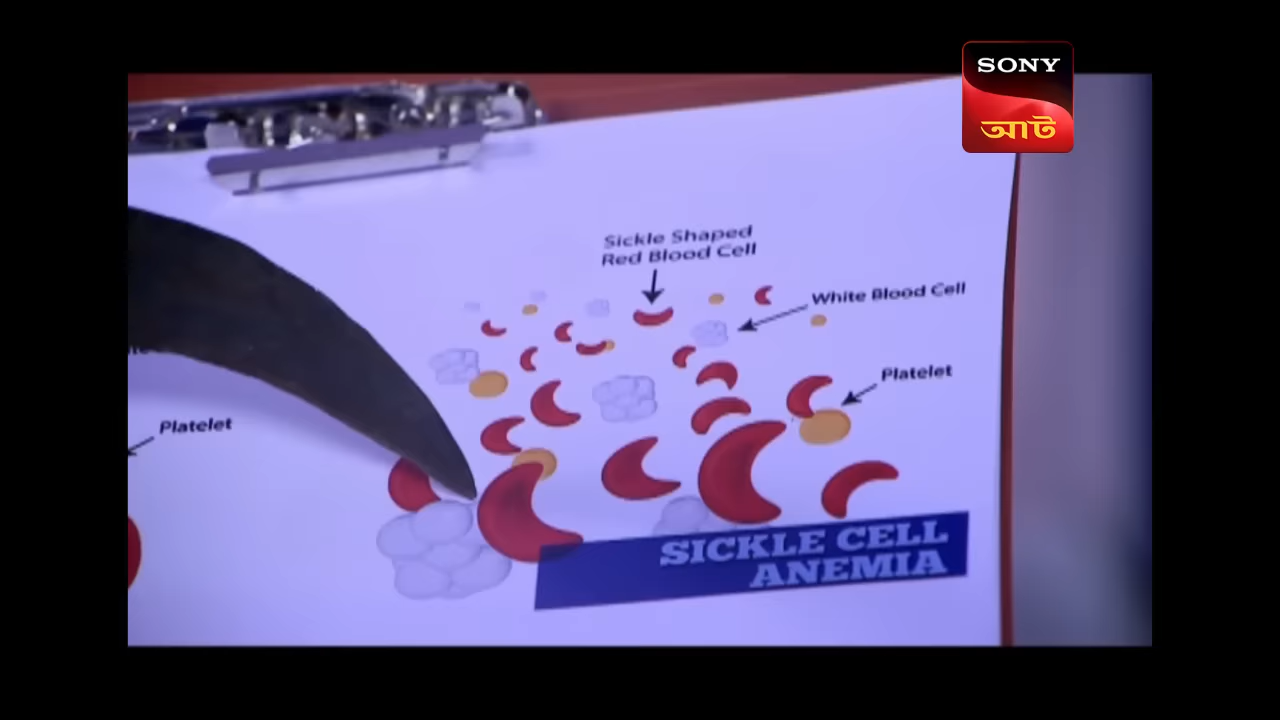 SONY
আট
Sickle Shaped
Red Blood Cell
White Blood Cell
Platelet
Platelet
SICKLE CELL
ANEMIA